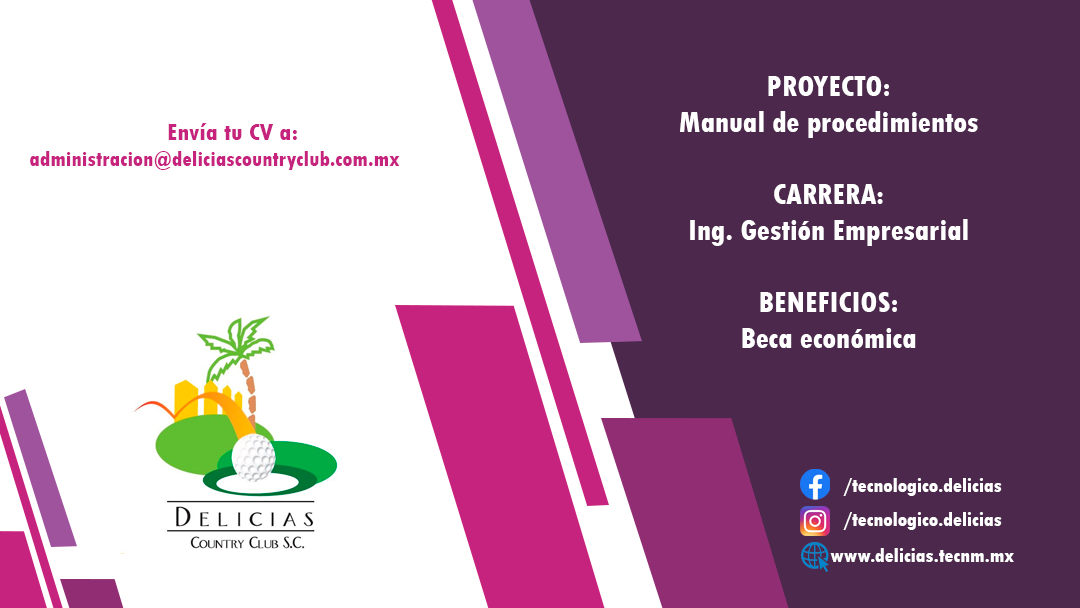 Envía tu CV a:
administracion@deliciascountryclub.com.mx
DELICIAS
COUNTRY CLUB S.C.
PROYECTO:
Manual de procedimientos
CARRERA:
Ing. Gestión Empresarial
BENEFICIOS:
Beca económica
/tecnologico.delicias
/tecnologico.delicias
www.delicias.tecnm.mx